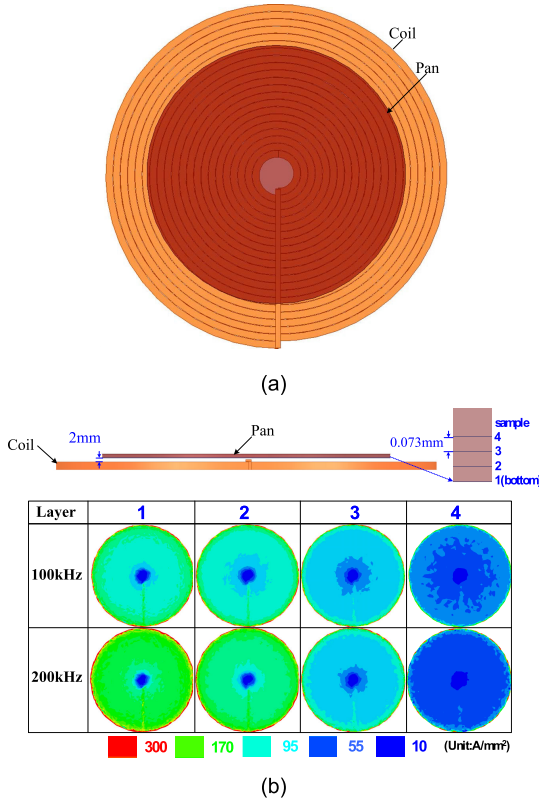 Coil
Pan
(a)
Pan
2mm
Coil
0.073mm
sample
4
3
2
1(bottom)
Layer 1 2 3 4
100kHz
200kHz
300 170 95 55 10 (Unit:A/mm²)
(b)